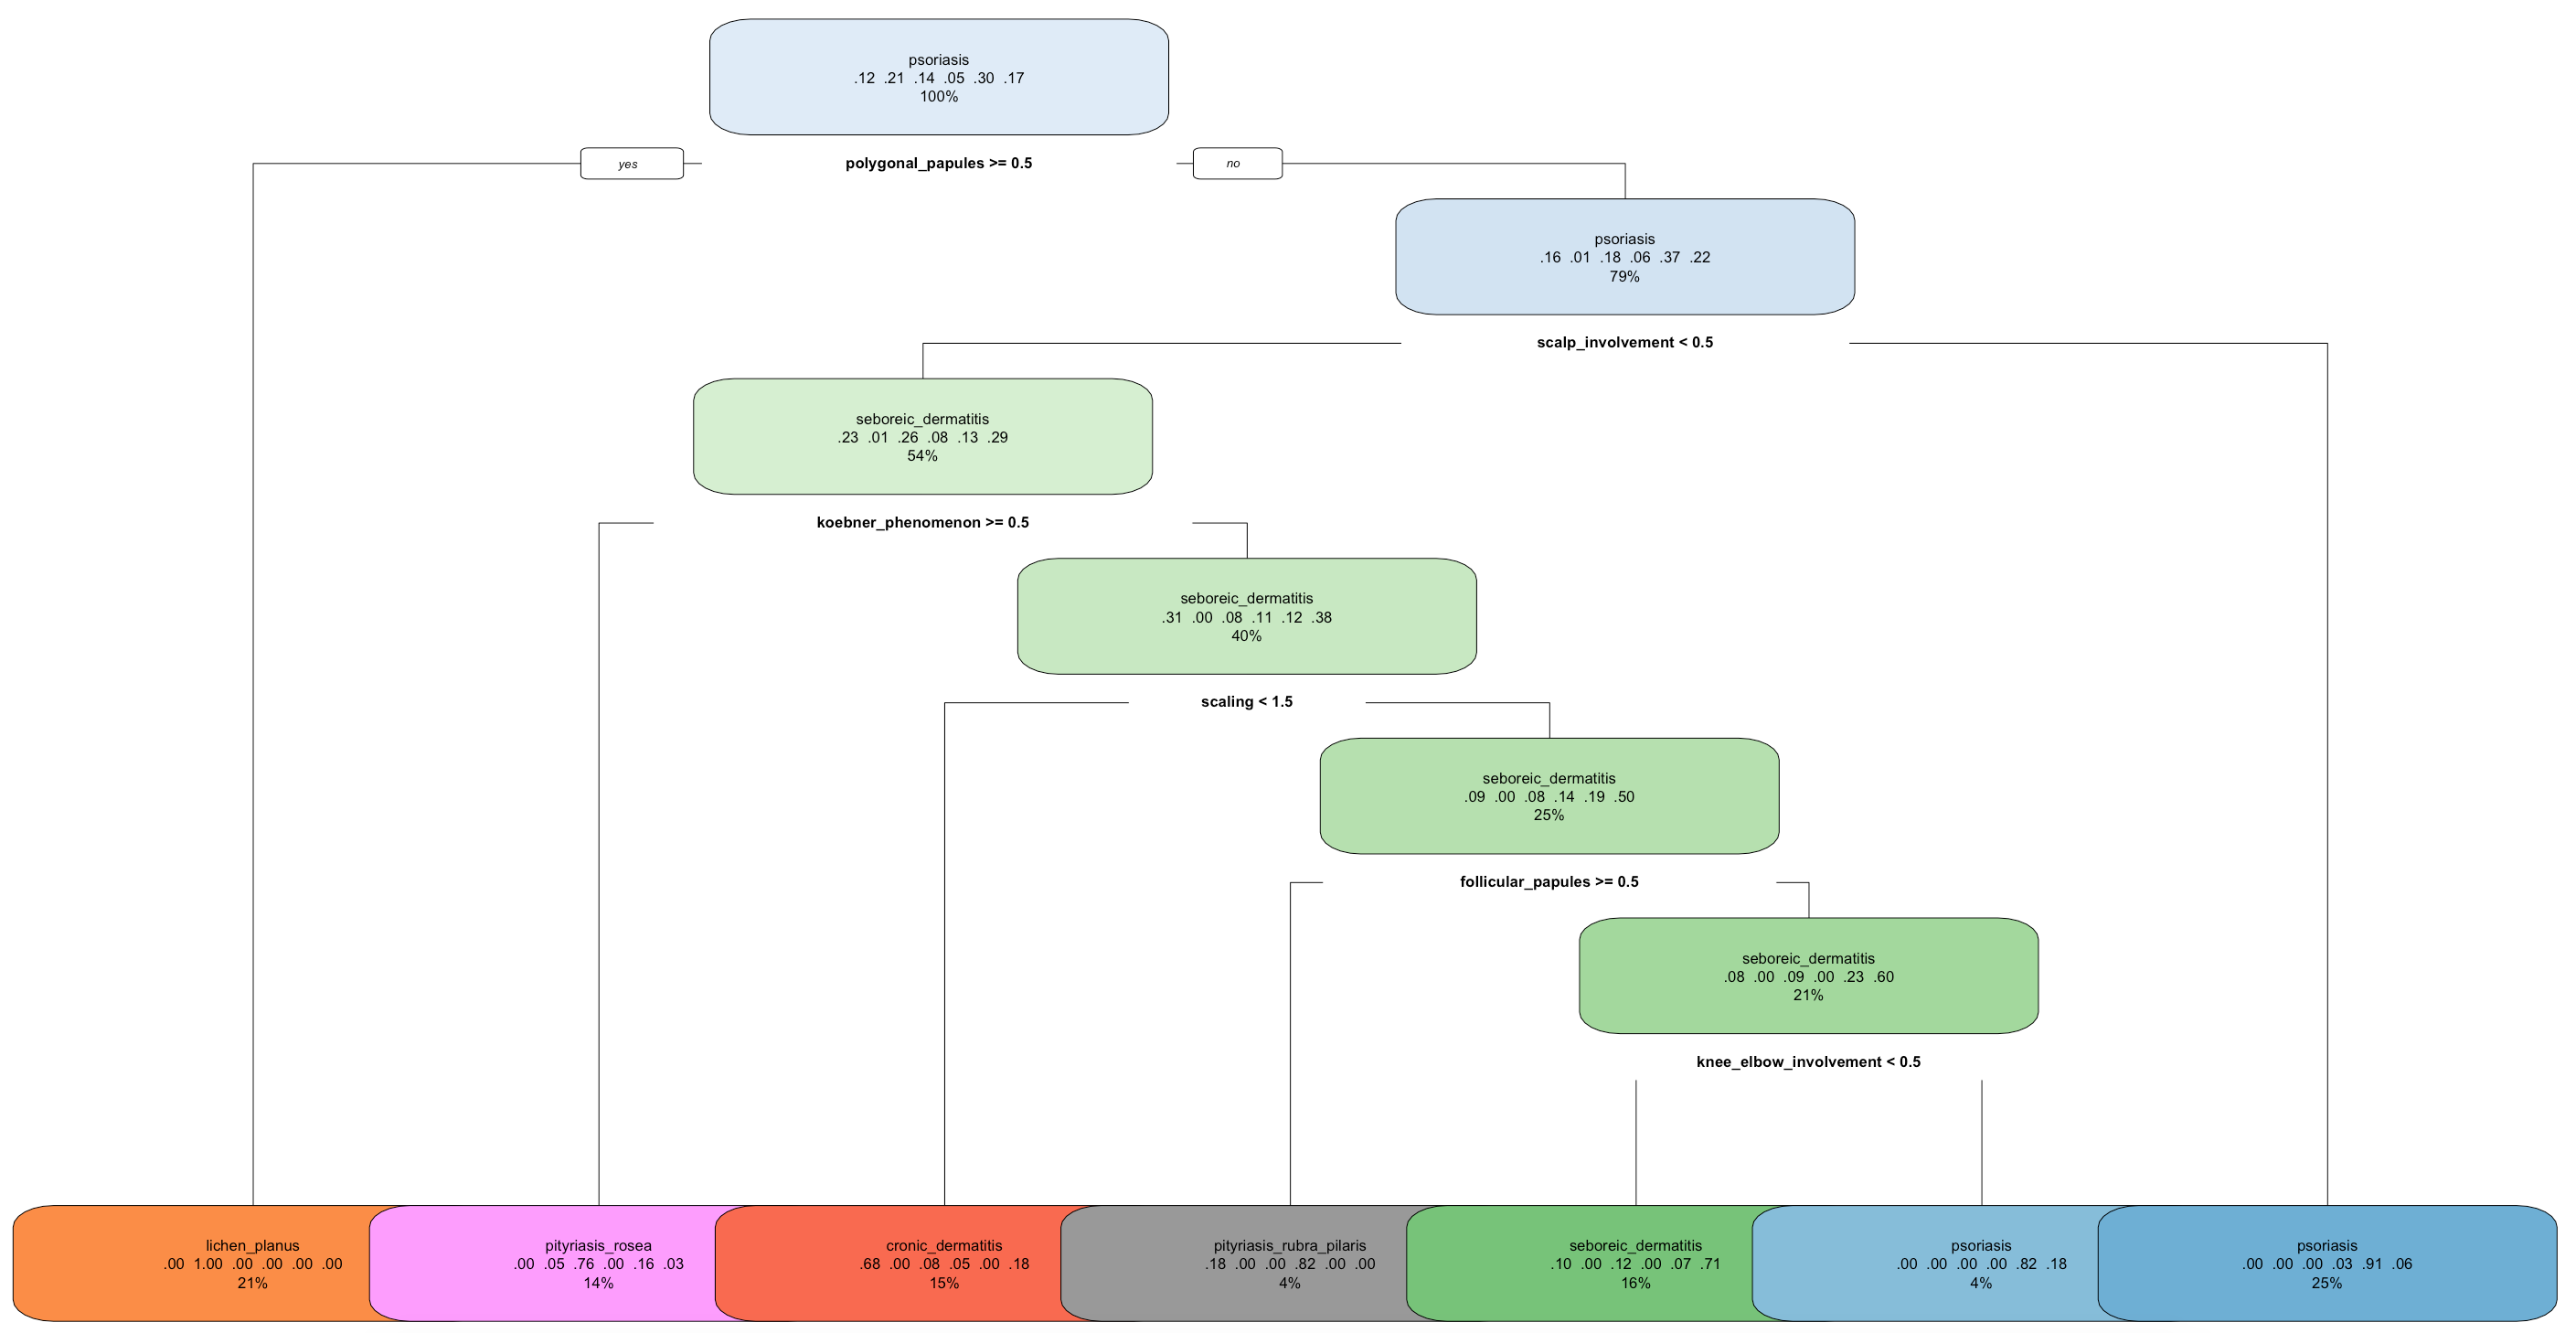 psoriasis
.12 .21 .14 .05 .30 .17
100%
yes
polygonal_papules >= 0.5
no
psoriasis
.16 .01 .18 .06 .37 .22
79%
scalp_involvement < 0.5
seboreic_dermatitis
.23 .01 .26 .08 .13 .29
54%
koebner_phenomenon >= 0.5
seboreic_dermatitis
.31 .00 .08 .11 .12 .38
40%
scaling < 1.5
seboreic_dermatitis
.09 .00 .08 .14 .19 .50
25%
follicular_papules >= 0.5
seboreic_dermatitis
.08 .00 .09 .00 .23 .60
21%
knee_elbow_involvement < 0.5
lichen_planus
.00 1.00 .00 .00 .00 .00
21%
pityriasis_rosea
.00 .05 .76 .00 .16 .03
14%
cronic_dermatitis
.68 .00 .08 .05 .00 .18
15%
pityriasis_rubra_pilaris
.18 .00 .00 .82 .00 .00
4%
seboreic_dermatitis
.10 .00 .12 .00 .07 .71
16%
psoriasis
.00 .00 .00 .00 .82 .18
4%
psoriasis
.00 .00 .00 .03 .91 .06
25%